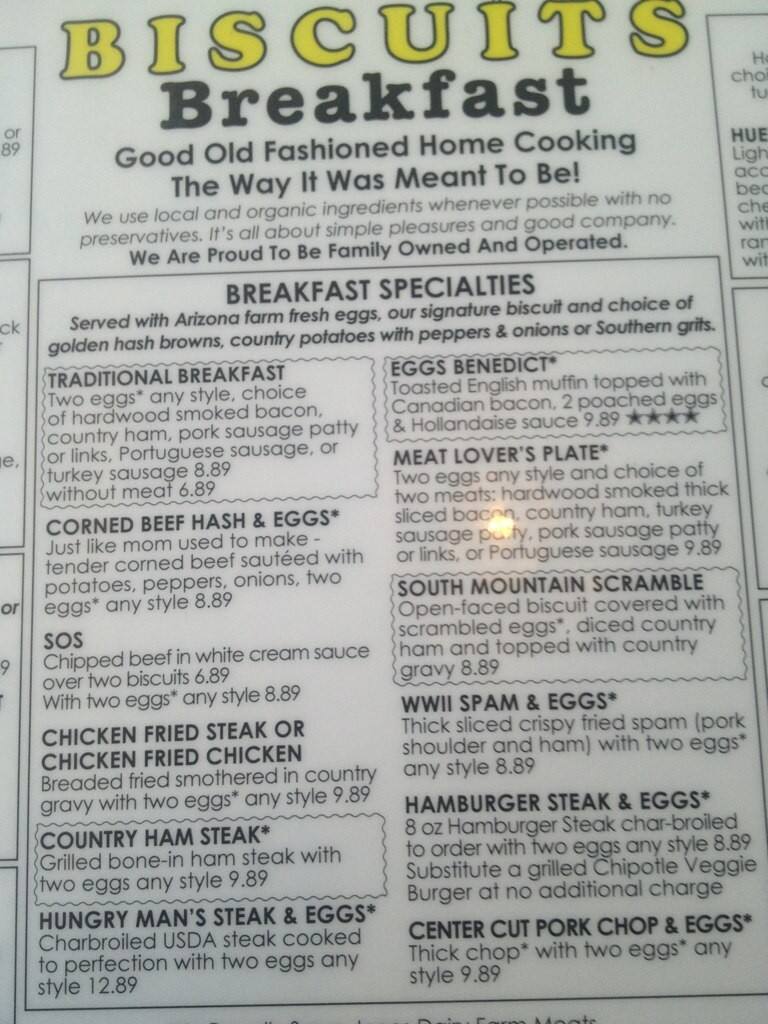 BISCUITS
Breakfast
Good Old Fashioned Home Cooking
The Way It Was Meant To Be!
We use local and organic ingredients whenever possible with no
preservatives. It's all about simple pleasures and good company.
We Are Proud To Be Family Owned And Operated.
BREAKFAST SPECIALTIES
Served with Arizona farm fresh eggs, our signature biscuit and choice of
golden hash browns, country potatoes with peppers & onions or Southern grits.
TRADITIONAL BREAKFAST
Two eggs* any style, choice
of hardwood smoked bacon,
country ham, pork sausage patty
or links, Portuguese sausage, or
turkey sausage 8.89
without meat 6.89
CORNED BEEF HASH & EGGS*
Just like mom used to make -
tender corned beef sautéed with
potatoes, peppers, onions, two
eggs* any style 8.89
SOS
Chipped beef in white cream sauce
over two biscuits 6.89
With two eggs* any style 8.89
CHICKEN FRIED STEAK OR
CHICKEN FRIED CHICKEN
Breaded fried smothered in country
gravy with two eggs* any style 9.89
COUNTRY HAM STEAK*
Grilled bone-in ham steak with
two eggs any style 9.89
HUNGRY MAN'S STEAK & EGGS*
Charbroiled USDA steak cooked
to perfection with two eggs any
style 12.89
EGGS BENEDICT*
Toasted English muffin topped with
Canadian bacon, 2 poached eggs
& Hollandaise sauce 9.89 ★★★★
MEAT LOVER'S PLATE*
Two eggs any style and choice of
two meats: hardwood smoked thick
sliced bacon, country ham, turkey
sausage patty, pork sausage patty
or links, or Portuguese sausage 9.89
SOUTH MOUNTAIN SCRAMBLE
Open-faced biscuit covered with
scrambled eggs*, diced country
ham and topped with country
gravy 8.89
WWII SPAM & EGGS*
Thick sliced crispy fried spam (pork
shoulder and ham) with two eggs*
any style 8.89
HAMBURGER STEAK & EGGS*
8 oz Hamburger Steak char-broiled
to order with two eggs any style 8.89
Substitute a grilled Chipotle Veggie
Burger at no additional charge
CENTER CUT PORK CHOP & EGGS*
Thick chop* with two eggs* any
style 9.89
Dairy Farm Meats